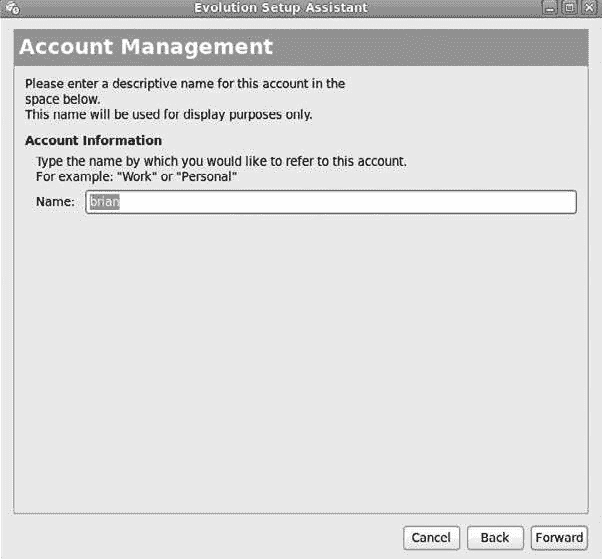 Evolution Setup Assistant
Account Management
Please enter a descriptive name for this account in the
space below.
This name will be used for display purposes only.
Account Information
Type the name by which you would like to refer to this account.
For example: "Work" or "Personal"
Name: brian
Cancel Back Forward